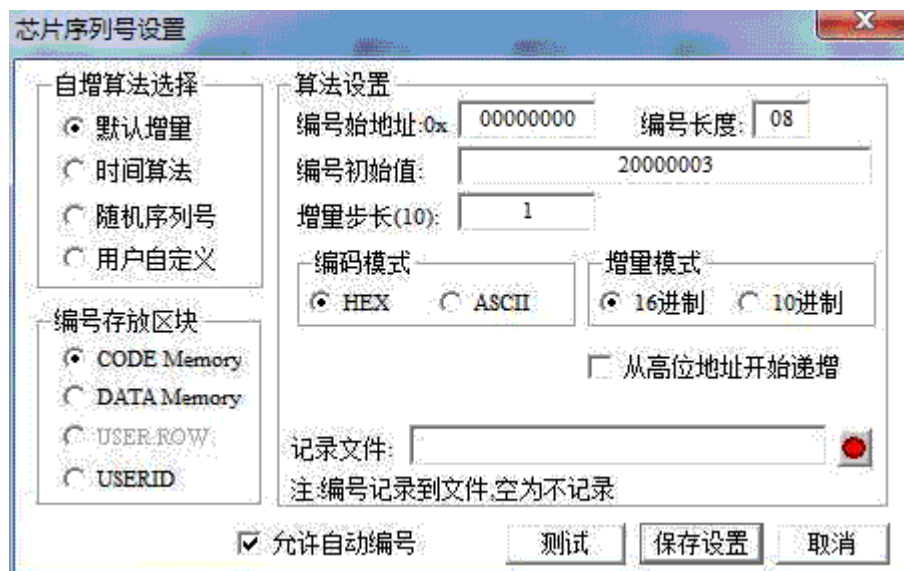 芯片序列号设置
自增算法选择
默认增量
时间算法
随机序列号
用户自定义
编号存放区块
CODE Memory
DATA Memory
USER ROW
USERID
算法设置
编号始地址:0x 00000000 编号长度: 08
编号初始值: 20000003
增量步长(10): 1
编码模式
HEX ASCII
增量模式
16进制 10进制
从高位地址开始递增
记录文件:
注:编号记录到文件,空为不记录
允许自动编号 测试 保存设置 取消